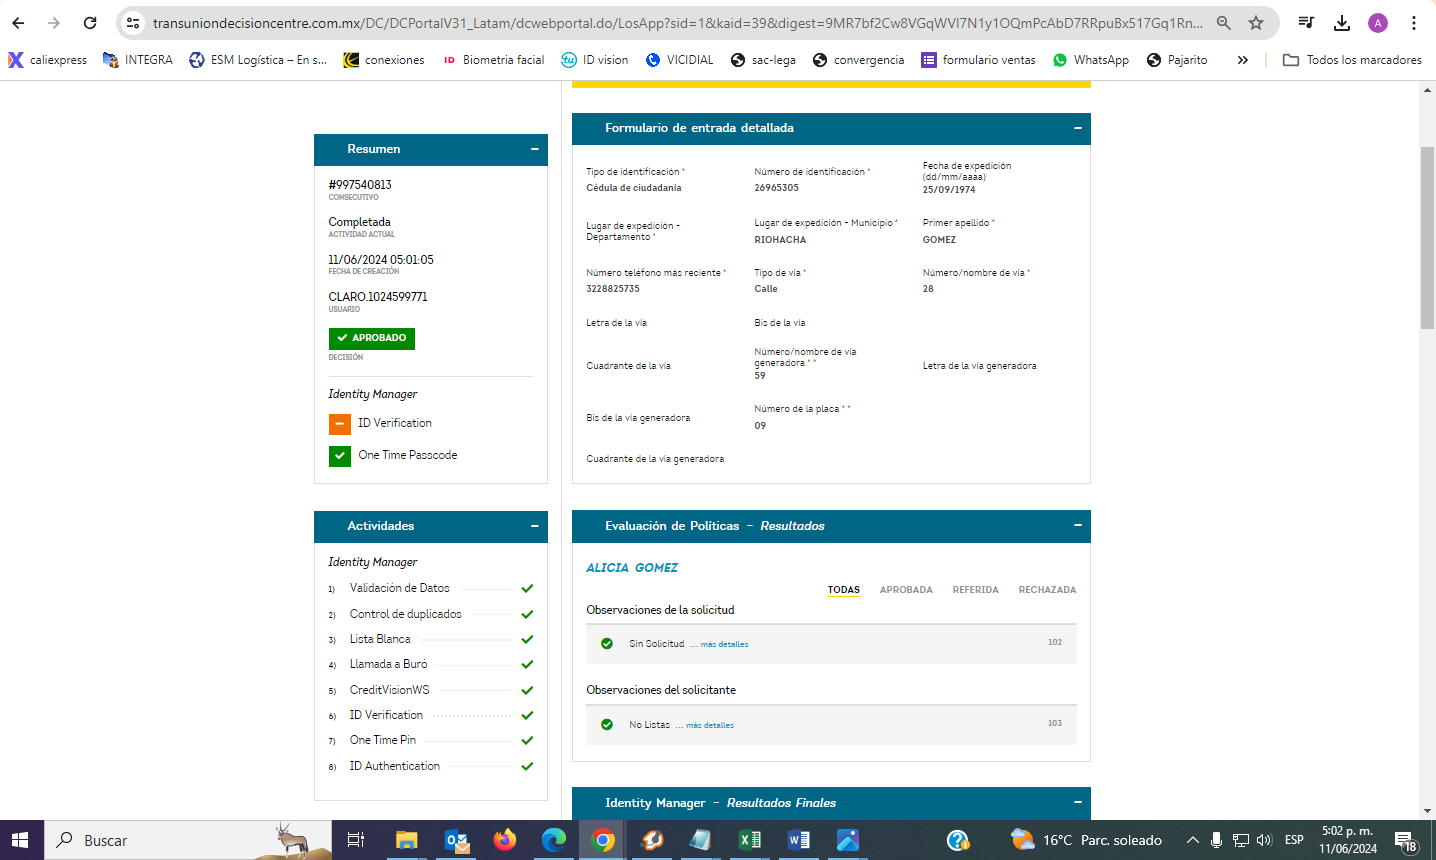 transuniondecisioncentre.com.mx/DC/DCPortalV31_Latam/dcwebportal.do/LosApp?sid=1&kaid=39&digest=9MR7bf2Cw8VGqWVI7N1y1OQmPcAbD7RRpuBx517Gq1Rn...
A
caliexpress
INTEGRA
ESM Logística – En s...
conexiones
ID Biometria facial
ID vision
VICIDIAL
sac-lega
convergencia
formulario ventas
WhatsApp
Pajarito
Todos los marcadores
Resumen
#997540813
CONSECUTIVO
Completada
ACTIVIDAD ACTUAL
11/06/2024 05:01:05
FECHA DE CREACIÓN
CLARO.1024599771
USUARIO
APROBADO
DECISIÓN
Identity Manager
ID Verification
One Time Passcode
Actividades
Identity Manager
1) Validación de Datos
2) Control de duplicados
3) Lista Blanca
4) Llamada a Buró
5) CreditVisionWS
6) ID Verification
7) One Time Pin
8) ID Authentication
Formulario de entrada detallada
Tipo de identificación *
Cédula de ciudadanía
Número de identificación *
26965305
Fecha de expedición
(dd/mm/aaaa)
25/09/1974
Lugar de expedición -
Departamento *
Lugar de expedición - Municipio *
RIOHACHA
Primer apellido *
GOMEZ
Número teléfono más reciente *
3228825735
Tipo de vía *
Calle
Número/nombre de vía *
28
Letra de la vía
Bis de la vía
Cuadrante de la vía
Número/nombre de vía
generadora * *
59
Letra de la vía generadora
Bis de la vía generadora
Número de la placa * *
09
Cuadrante de la vía generadora
Evaluación de Políticas - Resultados
ALICIA GOMEZ
TODAS APROBADA REFERIDA RECHAZADA
Observaciones de la solicitud
Sin Solicitud ... más detalles 102
Observaciones del solicitante
No Listas ... más detalles 103
Identity Manager - Resultados Finales
Buscar
16°C Parc. soleado
ESP
5:02 p. m.
11/06/2024
18